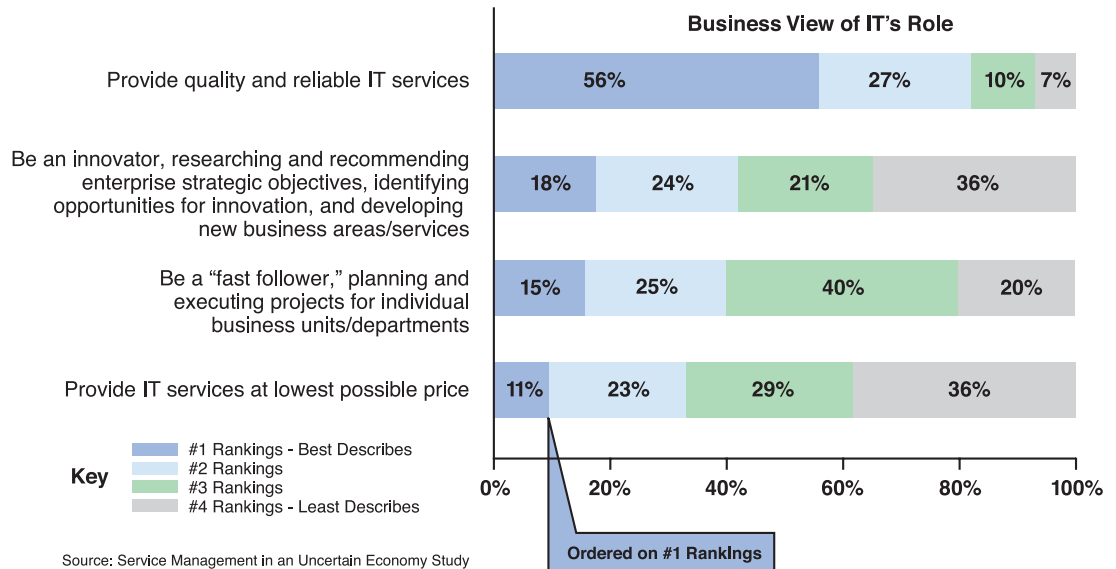 Business View of IT's Role
Provide quality and reliable IT services
56% 27% 10% 7%
Be an innovator, researching and recommending
enterprise strategic objectives, identifying
opportunities for innovation, and developing
new business areas/services
18% 24% 21% 36%
Be a “fast follower,” planning and
executing projects for individual
business units/departments
15% 25% 40% 20%
Provide IT services at lowest possible price
11% 23% 29% 36%
Key
#1 Rankings - Best Describes
#2 Rankings
#3 Rankings
#4 Rankings - Least Describes
0% 20% 40% 60% 80% 100%
Ordered on #1 Rankings
Source: Service Management in an Uncertain Economy Study